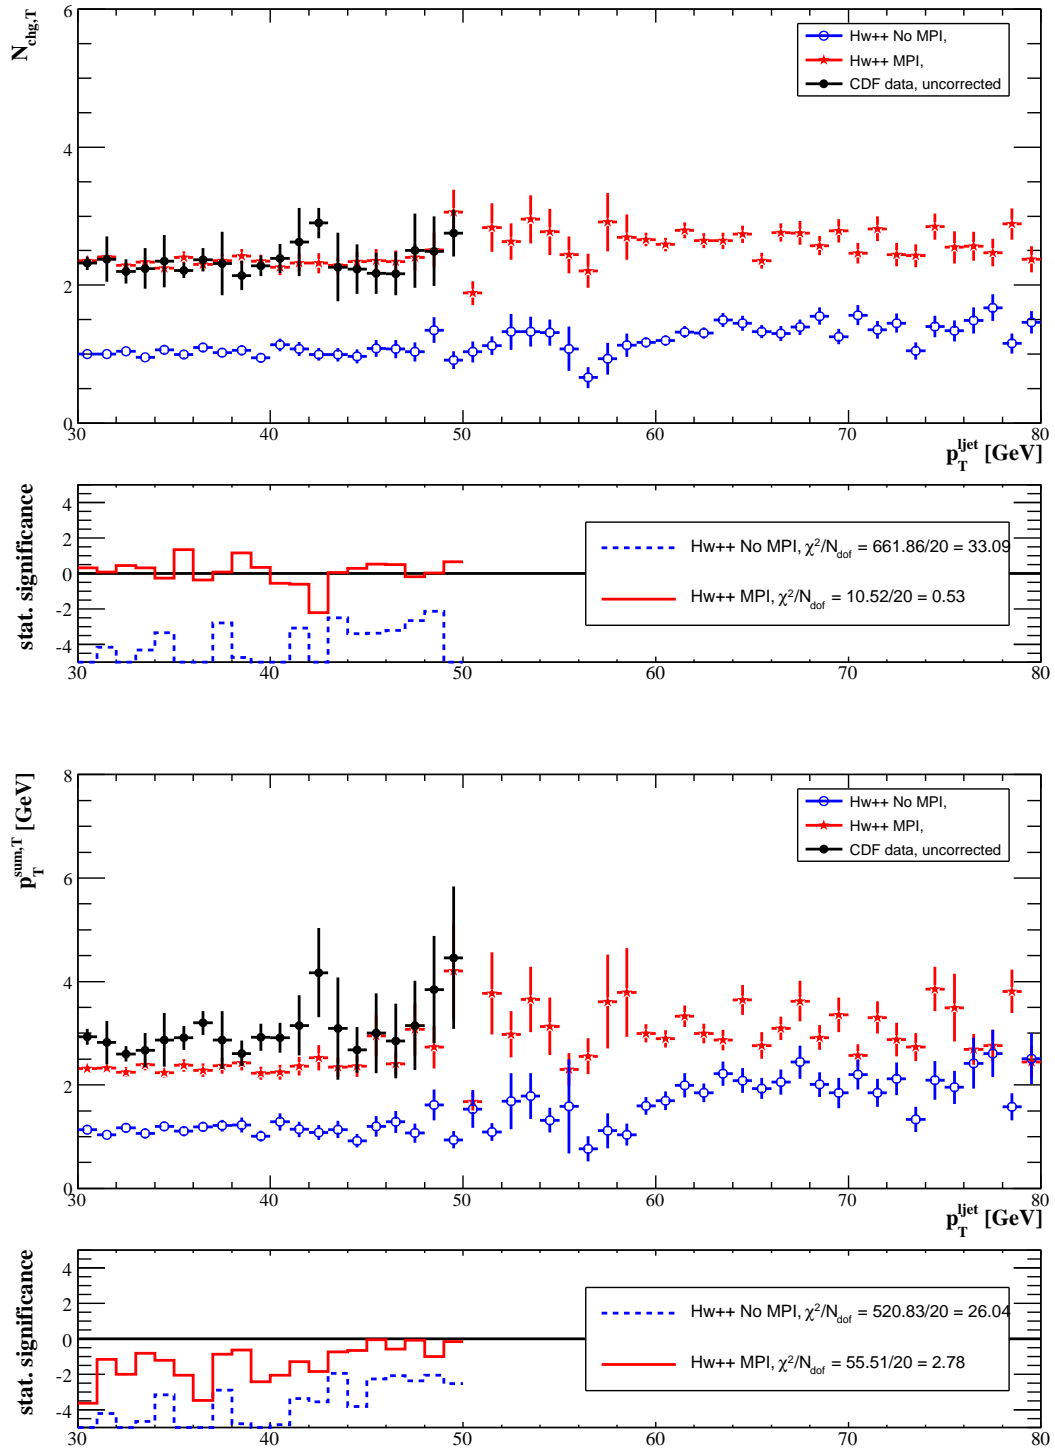 N_chg,T
6
4
2
0
Hw++ No MPI,
Hw++ MPI,
CDF data, uncorrected
30 40 50 60 70 80
p_T^ljet [GeV]
stat. significance
4
2
0
-2
-4
Hw++ No MPI, χ²/N_dof = 661.86/20 = 33.09
Hw++ MPI, χ²/N_dof = 10.52/20 = 0.53
30 40 50 60 70 80
p_T^sum,T [GeV]
8
6
4
2
0
Hw++ No MPI,
Hw++ MPI,
CDF data, uncorrected
30 40 50 60 70 80
p_T^ljet [GeV]
stat. significance
4
2
0
-2
-4
Hw++ No MPI, χ²/N_dof = 520.83/20 = 26.04
Hw++ MPI, χ²/N_dof = 55.51/20 = 2.78
30 40 50 60 70 80